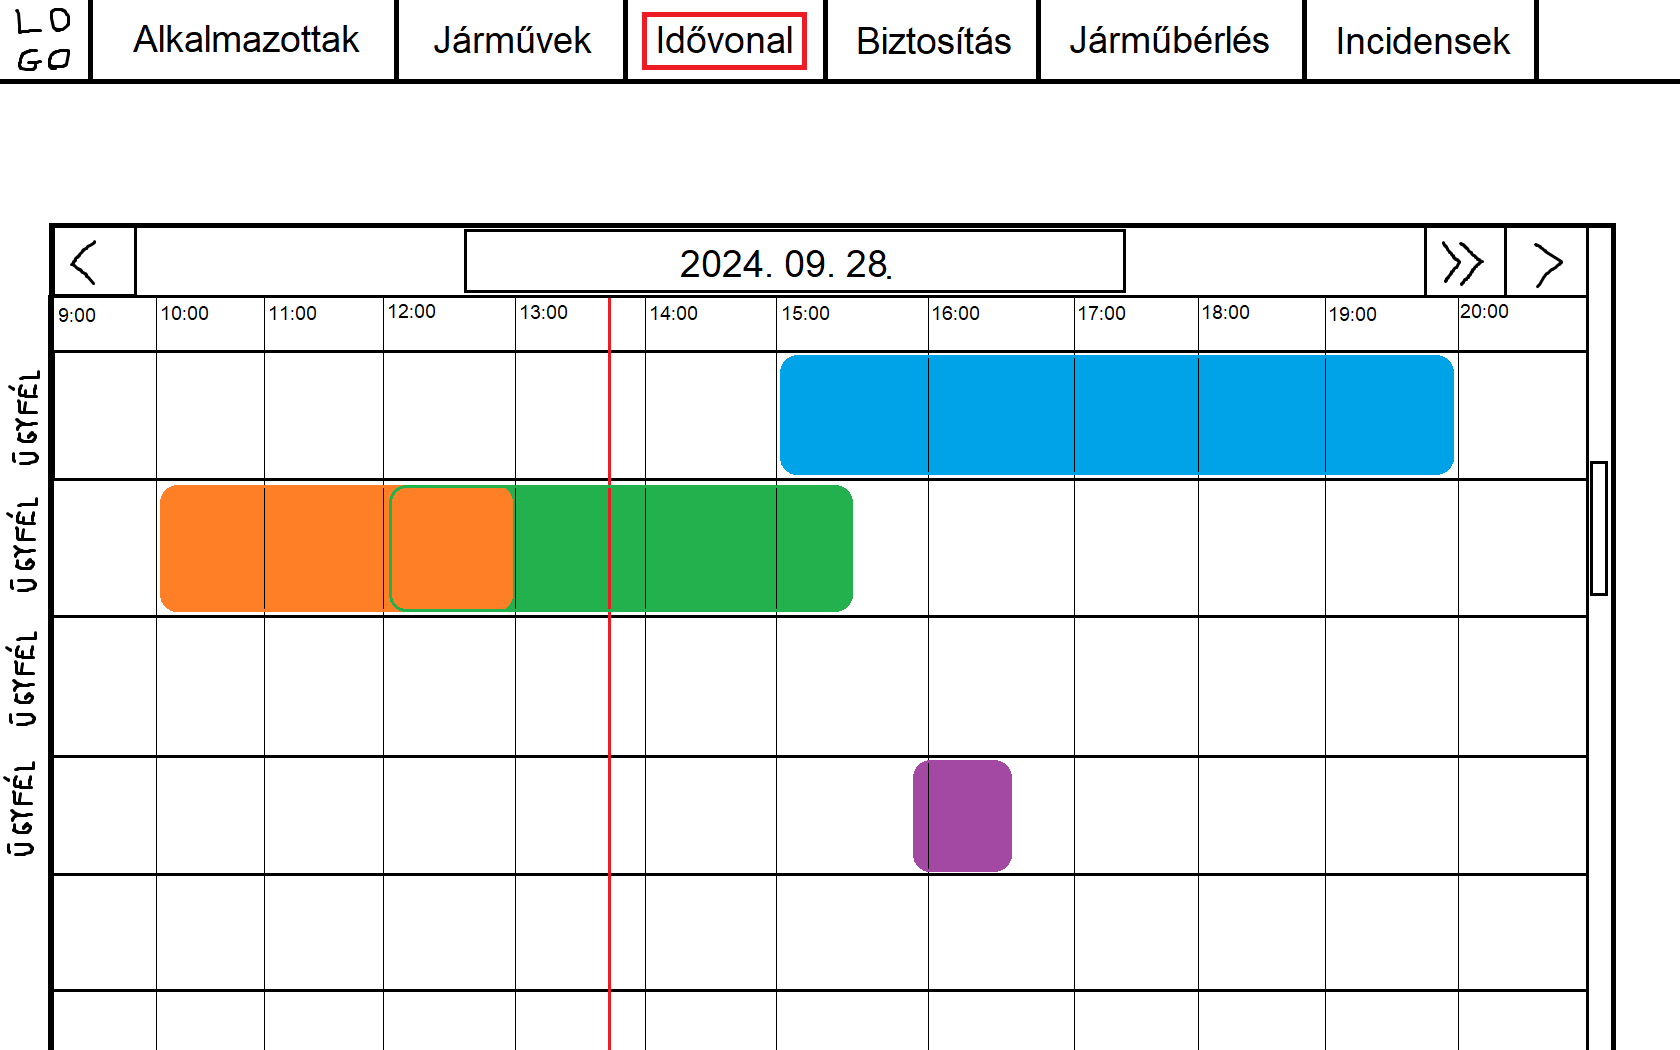 LO
GO
Alkalmazottak
Járművek
Idővonal
Biztosítás
Járműbérlés
Incidensek
<
2024. 09. 28.
>>
>
9:00
10:00
11:00
12:00
13:00
14:00
15:00
16:00
17:00
18:00
19:00
20:00
ÜGYFÉL
ÜGYFÉL
ÜGYFÉL
ÜGYFÉL